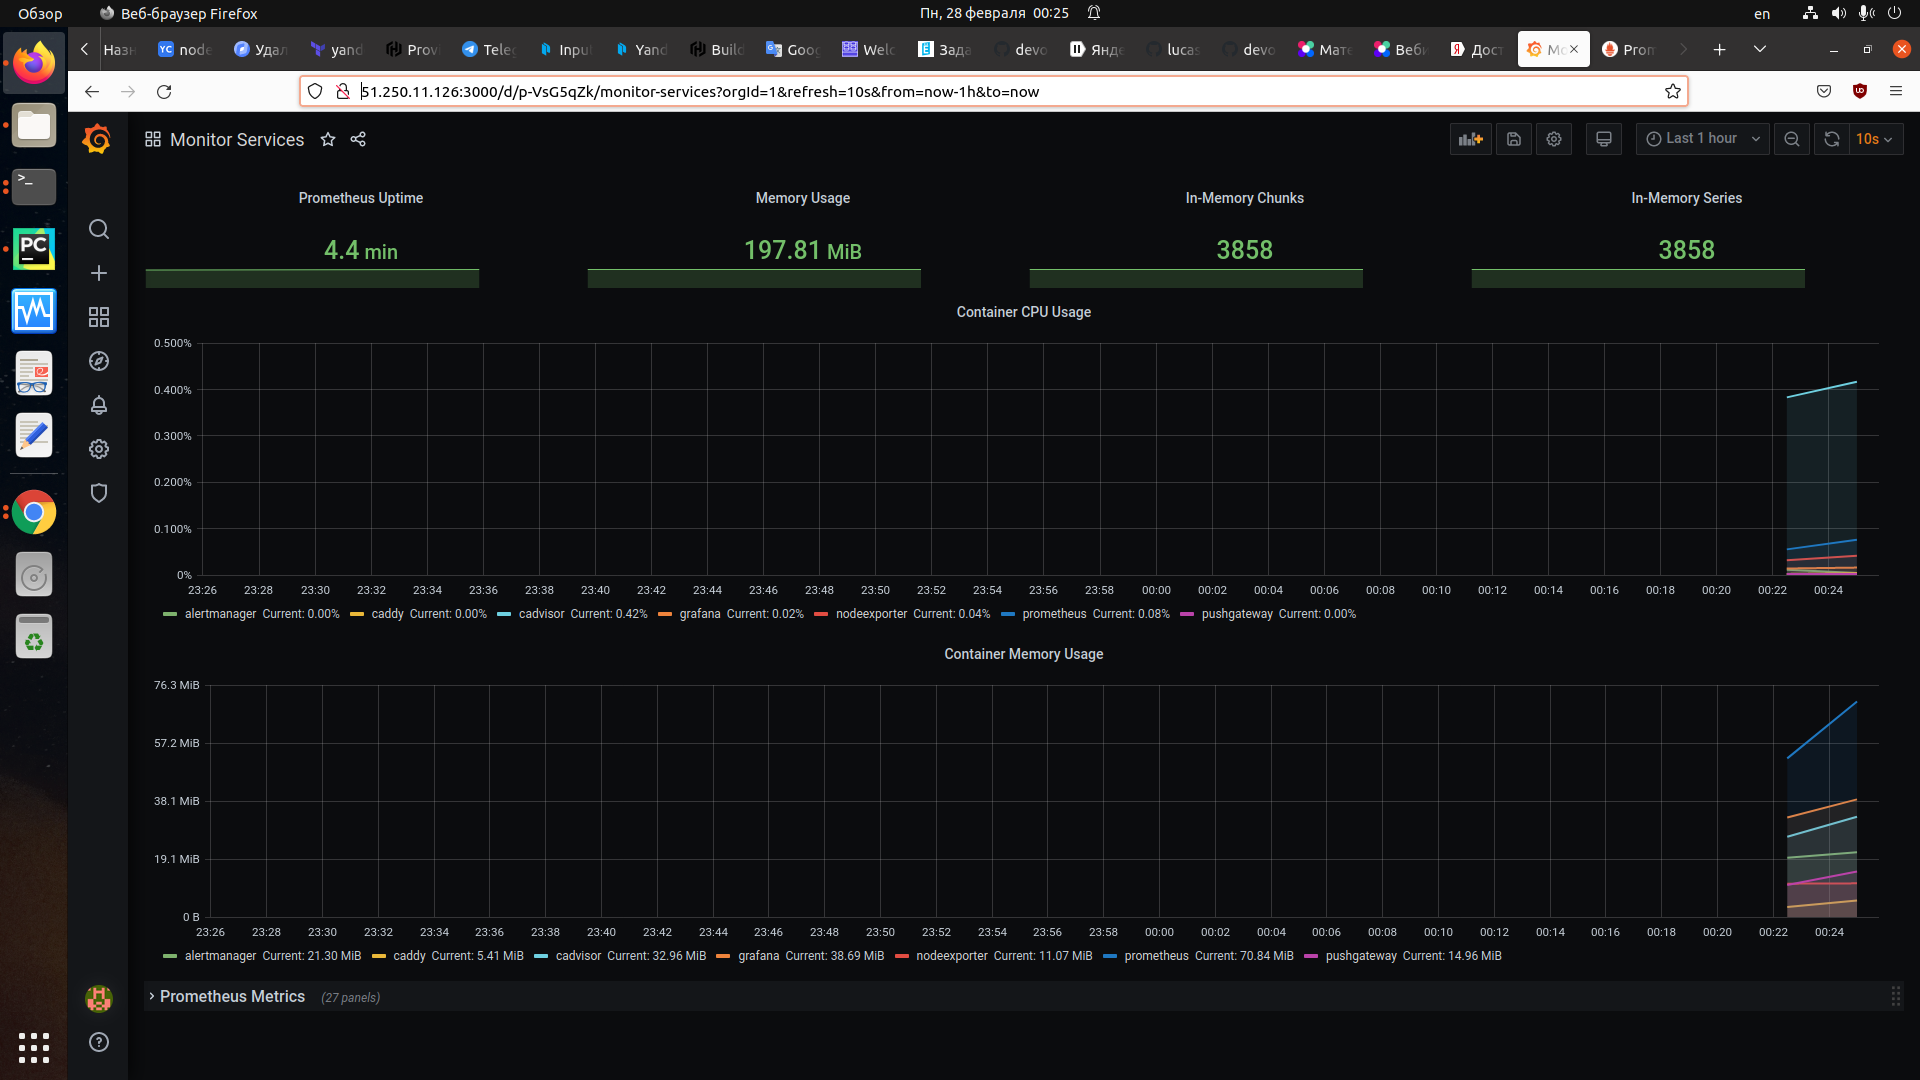 Обзор Веб-браузер Firefox Пн, 28 февраля 00:25 en
Назн node Удал yand Provi Teleg Input Yand Build Goog Welc Зада devo Янде lucas devo Мате Веби Дост Mo Prom
51.250.11.126:3000/d/p-VsG5qZk/monitor-services?orgId=1&refresh=10s&from=now-1h&to=now
Monitor Services Last 1 hour 10s
Prometheus Uptime Memory Usage In-Memory Chunks In-Memory Series
4.4 min 197.81 MiB 3858 3858
Container CPU Usage
0.500%
0.400%
0.300%
0.200%
0.100%
0%
23:26 23:28 23:30 23:32 23:34 23:36 23:38 23:40 23:42 23:44 23:46 23:48 23:50 23:52 23:54 23:56 23:58 00:00 00:02 00:04 00:06 00:08 00:10 00:12 00:14 00:16 00:18 00:20 00:22 00:24
alertmanager Current: 0.00% caddy Current: 0.00% cadvisor Current: 0.42% grafana Current: 0.02% nodeexporter Current: 0.04% prometheus Current: 0.08% pushgateway Current: 0.00%
Container Memory Usage
76.3 MiB
57.2 MiB
38.1 MiB
19.1 MiB
0 B
23:26 23:28 23:30 23:32 23:34 23:36 23:38 23:40 23:42 23:44 23:46 23:48 23:50 23:52 23:54 23:56 23:58 00:00 00:02 00:04 00:06 00:08 00:10 00:12 00:14 00:16 00:18 00:20 00:22 00:24
alertmanager Current: 21.30 MiB caddy Current: 5.41 MiB cadvisor Current: 32.96 MiB grafana Current: 38.69 MiB nodeexporter Current: 11.07 MiB prometheus Current: 70.84 MiB pushgateway Current: 14.96 MiB
Prometheus Metrics (27 panels)